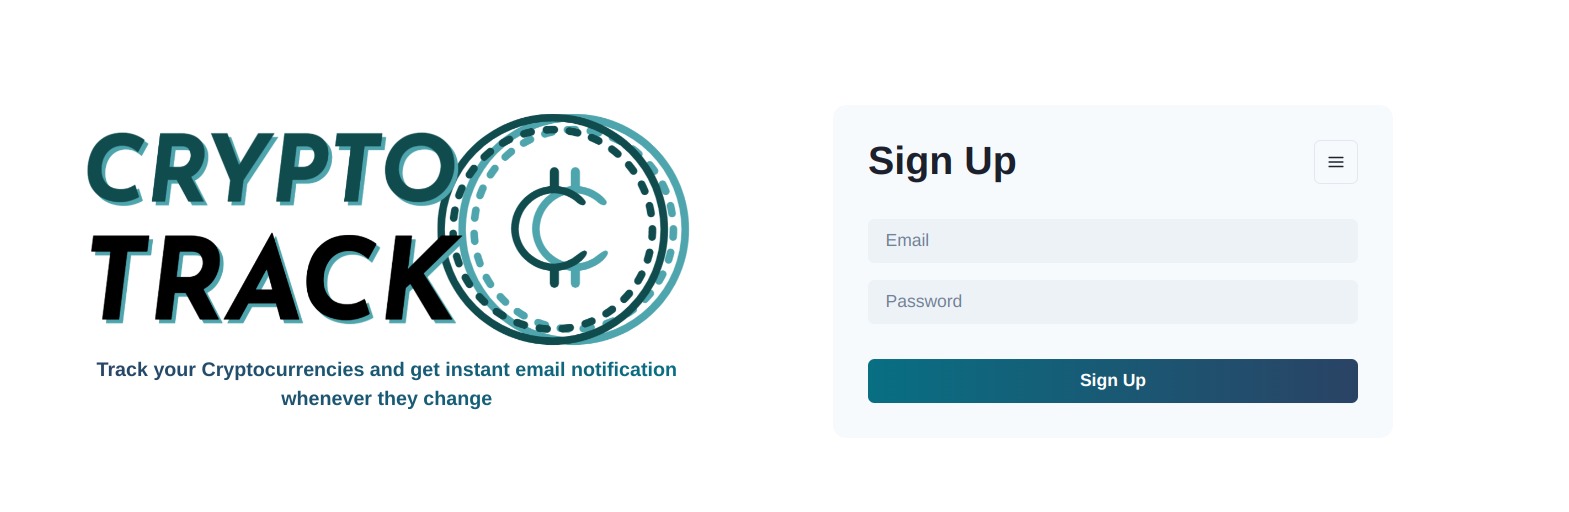 CRYPTO
TRACK
Track your Cryptocurrencies and get instant email notification
whenever they change
Sign Up
Email
Password
Sign Up